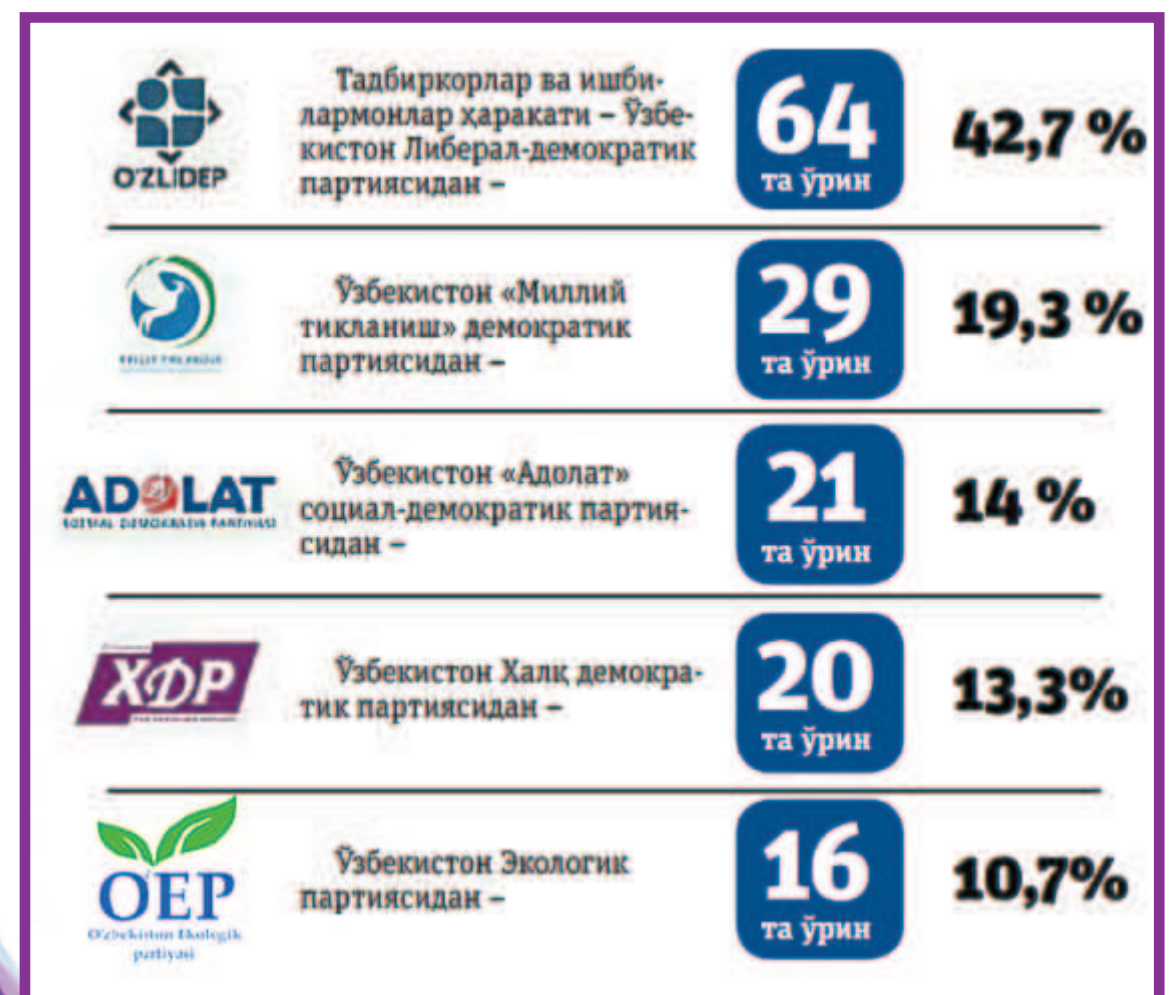 O'ZLIDEP
Тадбиркорлар ва ишби-
лармонлар ҳаракати – Ўзбе-
кистон Либерал-демократик
партиясидан –
64
та ўрин
42,7 %
Ўзбекистон «Миллий
тикланиш» демократик
партиясидан –
29
та ўрин
19,3 %
ADOLAT
Ўзбекистон «Адолат»
социал-демократик партия-
сидан –
21
та ўрин
14 %
ХДР
Ўзбекистон Халқ демокра-
тик партиясидан –
20
та ўрин
13,3%
O'EP
O'zbekiston Ekologik
partiyasi
Ўзбекистон Экологик
партиясидан –
16
та ўрин
10,7%